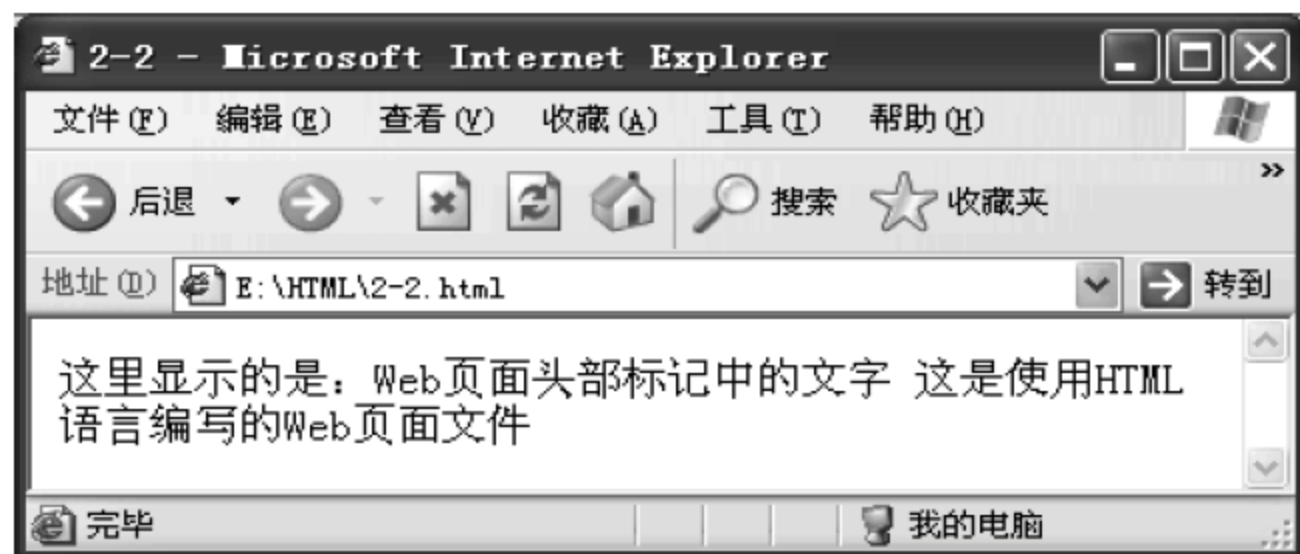 2-2 - Microsoft Internet Explorer
文件(F) 编辑(E) 查看(V) 收藏(A) 工具(T) 帮助(H)
后退 搜索 收藏夹 »
地址(D) E:\HTML\2-2.html 转到
这里显示的是：Web页面头部标记中的文字 这是使用HTML
语言编写的Web页面文件
完毕 我的电脑